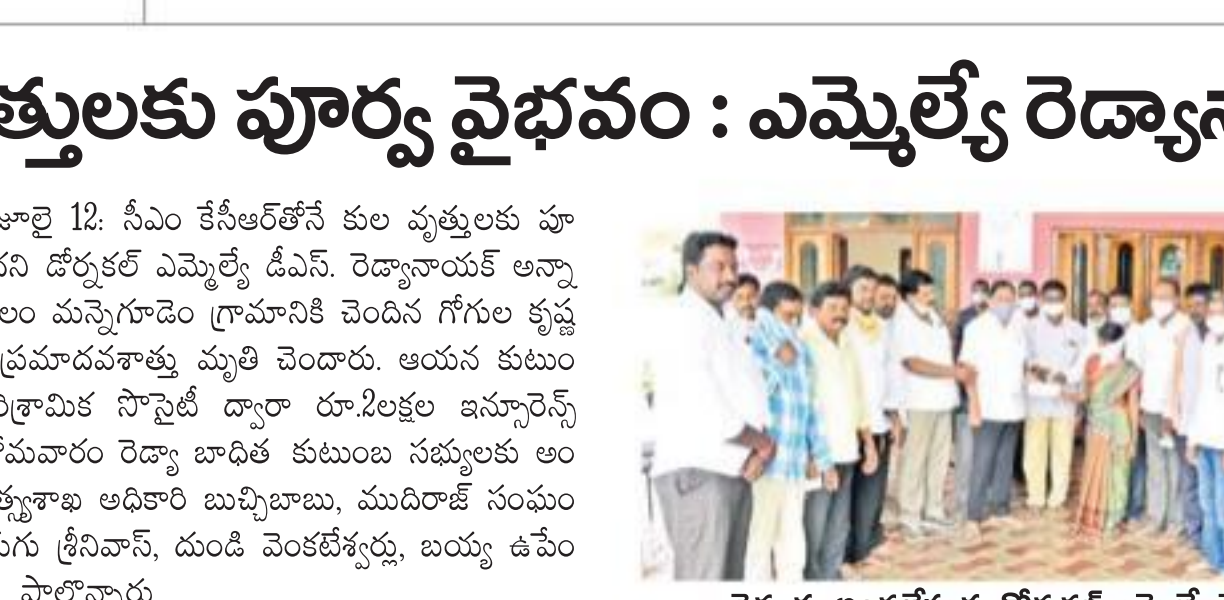 త్తులకు పూర్వ వైభవం : ఎమ్మెల్యే రెడ్యానా
జూలై 12: సీఎం కేసీఆర్‌తోనే కుల వృత్తులకు పూ
దని డోర్నకల్ ఎమ్మెల్యే డీఎస్. రెడ్యానాయక్ అన్నా
లం మన్నెగూడెం గ్రామానికి చెందిన గోగుల కృష్ణ
ప్రమాదవశాత్తు మృతి చెందారు. ఆయన కుటుం
రిశ్రామిక సొసైటీ ద్వారా రూ.2లక్షల ఇన్సూరెన్స్
సోమవారం రెడ్యా బాధిత కుటుంబ సభ్యులకు అం
త్స్యశాఖ అధికారి బుచ్చిబాబు, ముదిరాజ్ సంఘం
శ్రీనివాస్, దుండి వెంకటేశ్వర్లు, బయ్య ఉపేం
పాల్గొన్నారు